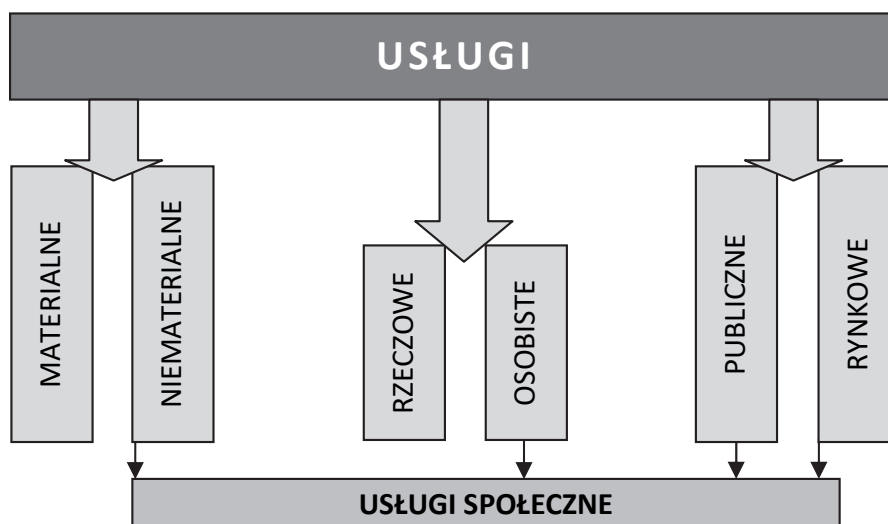 USŁUGI
MATERIALNE
NIEMATERIALNE
RZECZOWE
OSOBISTE
PUBLICZNE
RYNKOWE
USŁUGI SPOŁECZNE